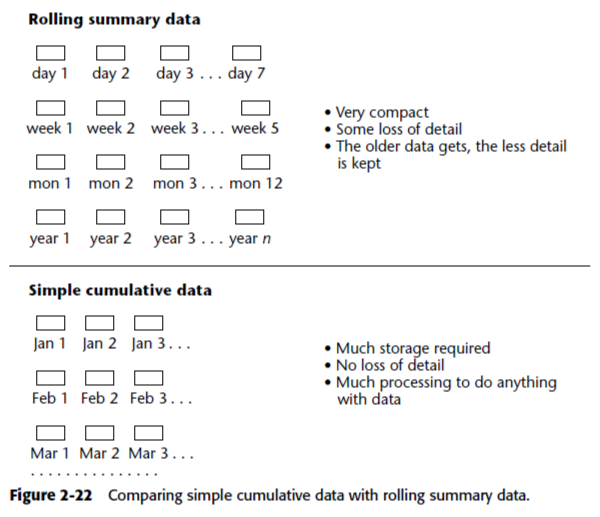 Rolling summary data
day 1 day 2 day 3 . . . day 7
week 1 week 2 week 3 . . . week 5
mon 1 mon 2 mon 3 . . . mon 12
year 1 year 2 year 3 . . . year n
• Very compact
• Some loss of detail
• The older data gets, the less detail
is kept
Simple cumulative data
Jan 1 Jan 2 Jan 3 . . .
Feb 1 Feb 2 Feb 3 . . .
Mar 1 Mar 2 Mar 3 . . .
. . . . . . . . . . . . . . .
• Much storage required
• No loss of detail
• Much processing to do anything
with data
Figure 2-22 Comparing simple cumulative data with rolling summary data.